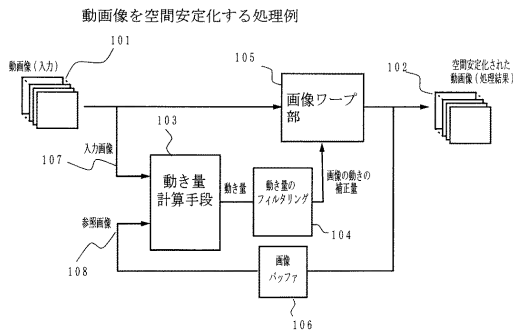 動画像を空間安定化する処理例
動画像(入力)
101
105
102
空間安定化された
動画像(処理結果)
画像ワープ
部
入力画像
107
103
動き量
計算手段
動き量
動き量の
フィルタリング
104
画像の動きの
補正量
参照画像
108
画像
バッファ
106